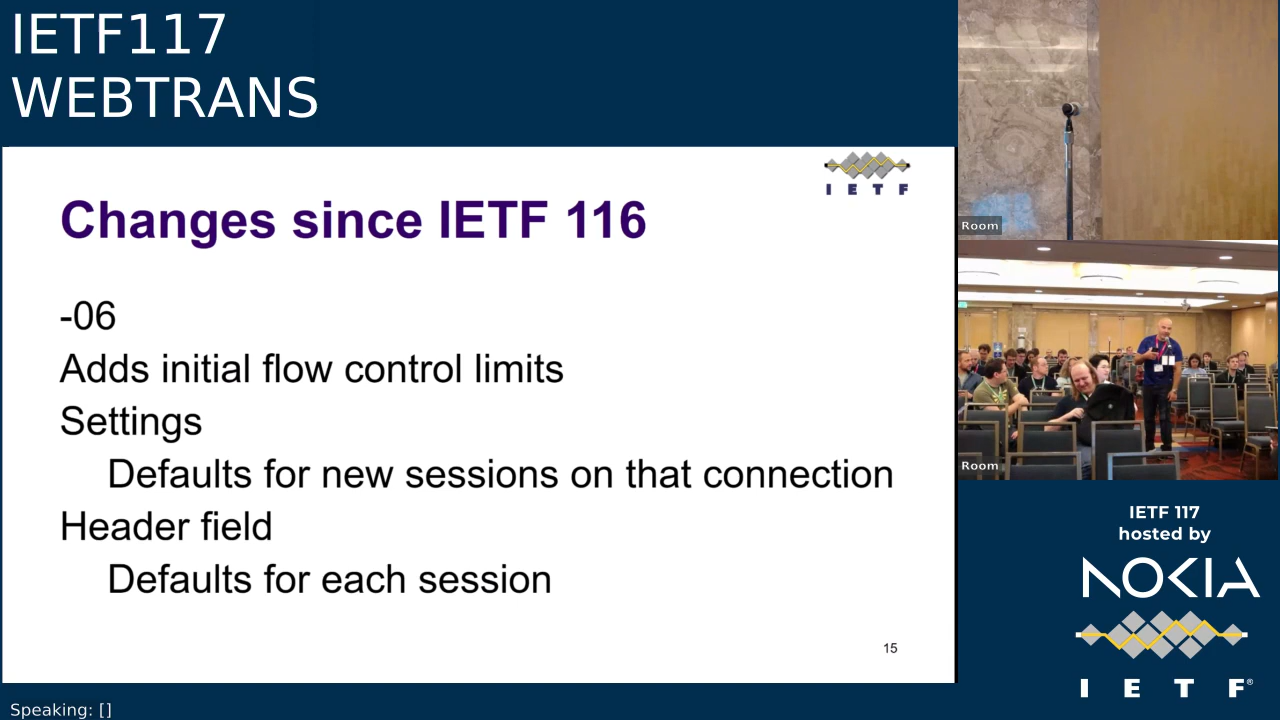 IETF117
WEBTRANS
IETF
Changes since IETF 116
-06
Adds initial flow control limits
Settings
Defaults for new sessions on that connection
Header field
Defaults for each session
15
Room
Room
IETF 117
hosted by
NOKIA
IETF®
Speaking: []